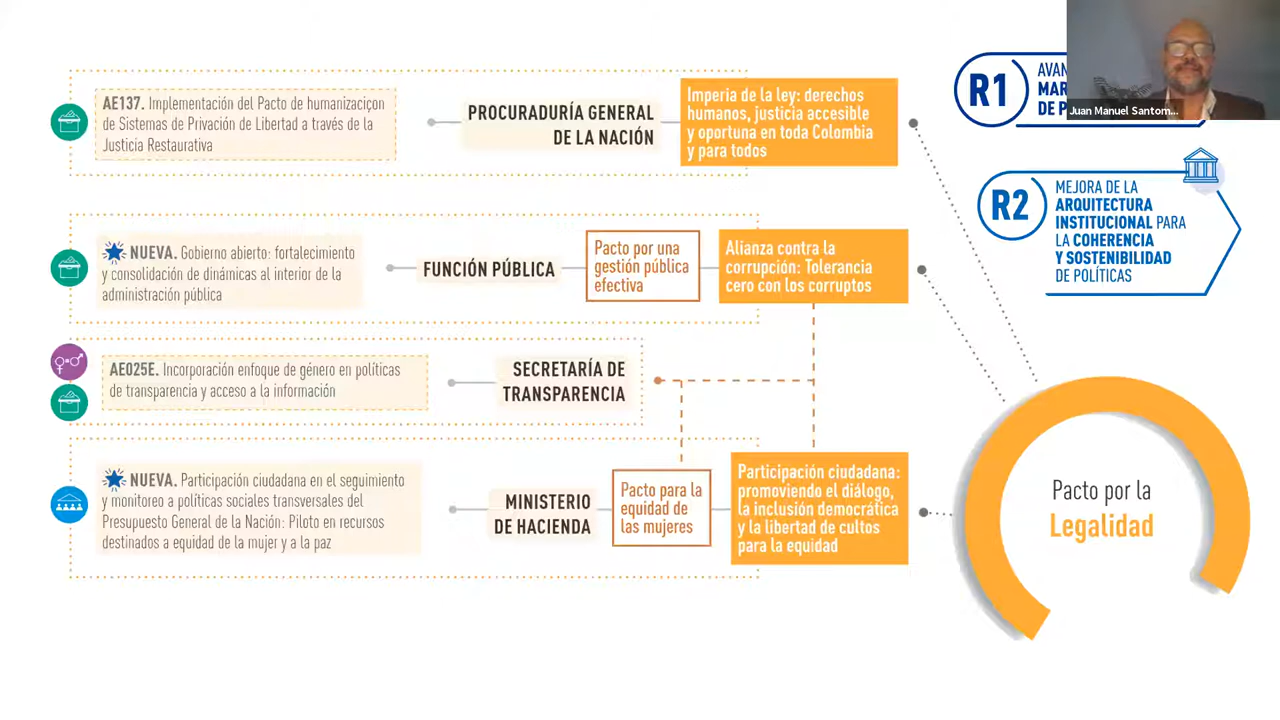 AE137. Implementación del Pacto de humanizaciçon
de Sistemas de Privación de Libertad a través de la
Justicia Restaurativa
PROCURADURÍA GENERAL
DE LA NACIÓN
Imperia de la ley: derechos
humanos, justicia accesible
y oportuna en toda Colombia
y para todos
R1
MAR
DE P
Juan Manuel Santom...
R2
MEJORA DE LA
ARQUITECTURA
INSTITUCIONAL PARA
LA COHERENCIA
Y SOSTENIBILIDAD
DE POLÍTICAS
NUEVA. Gobierno abierto: fortalecimiento
y consolidación de dinámicas al interior de la
administración pública
FUNCIÓN PÚBLICA
Pacto por una
gestión pública
efectiva
Alianza contra la
corrupción: Tolerancia
cero con los corruptos
AE025E. Incorporación enfoque de género en políticas
de transparencia y acceso a la información
SECRETARÍA DE
TRANSPARENCIA
NUEVA. Participación ciudadana en el seguimiento
y monitoreo a políticas sociales transversales del
Presupuesto General de la Nación: Piloto en recursos
destinados a equidad de la mujer y a la paz
MINISTERIO
DE HACIENDA
Pacto para la
equidad de
las mujeres
Participación ciudadana:
promoviendo el diálogo,
la inclusión democrática
y la libertad de cultos
para la equidad
Pacto por la
Legalidad